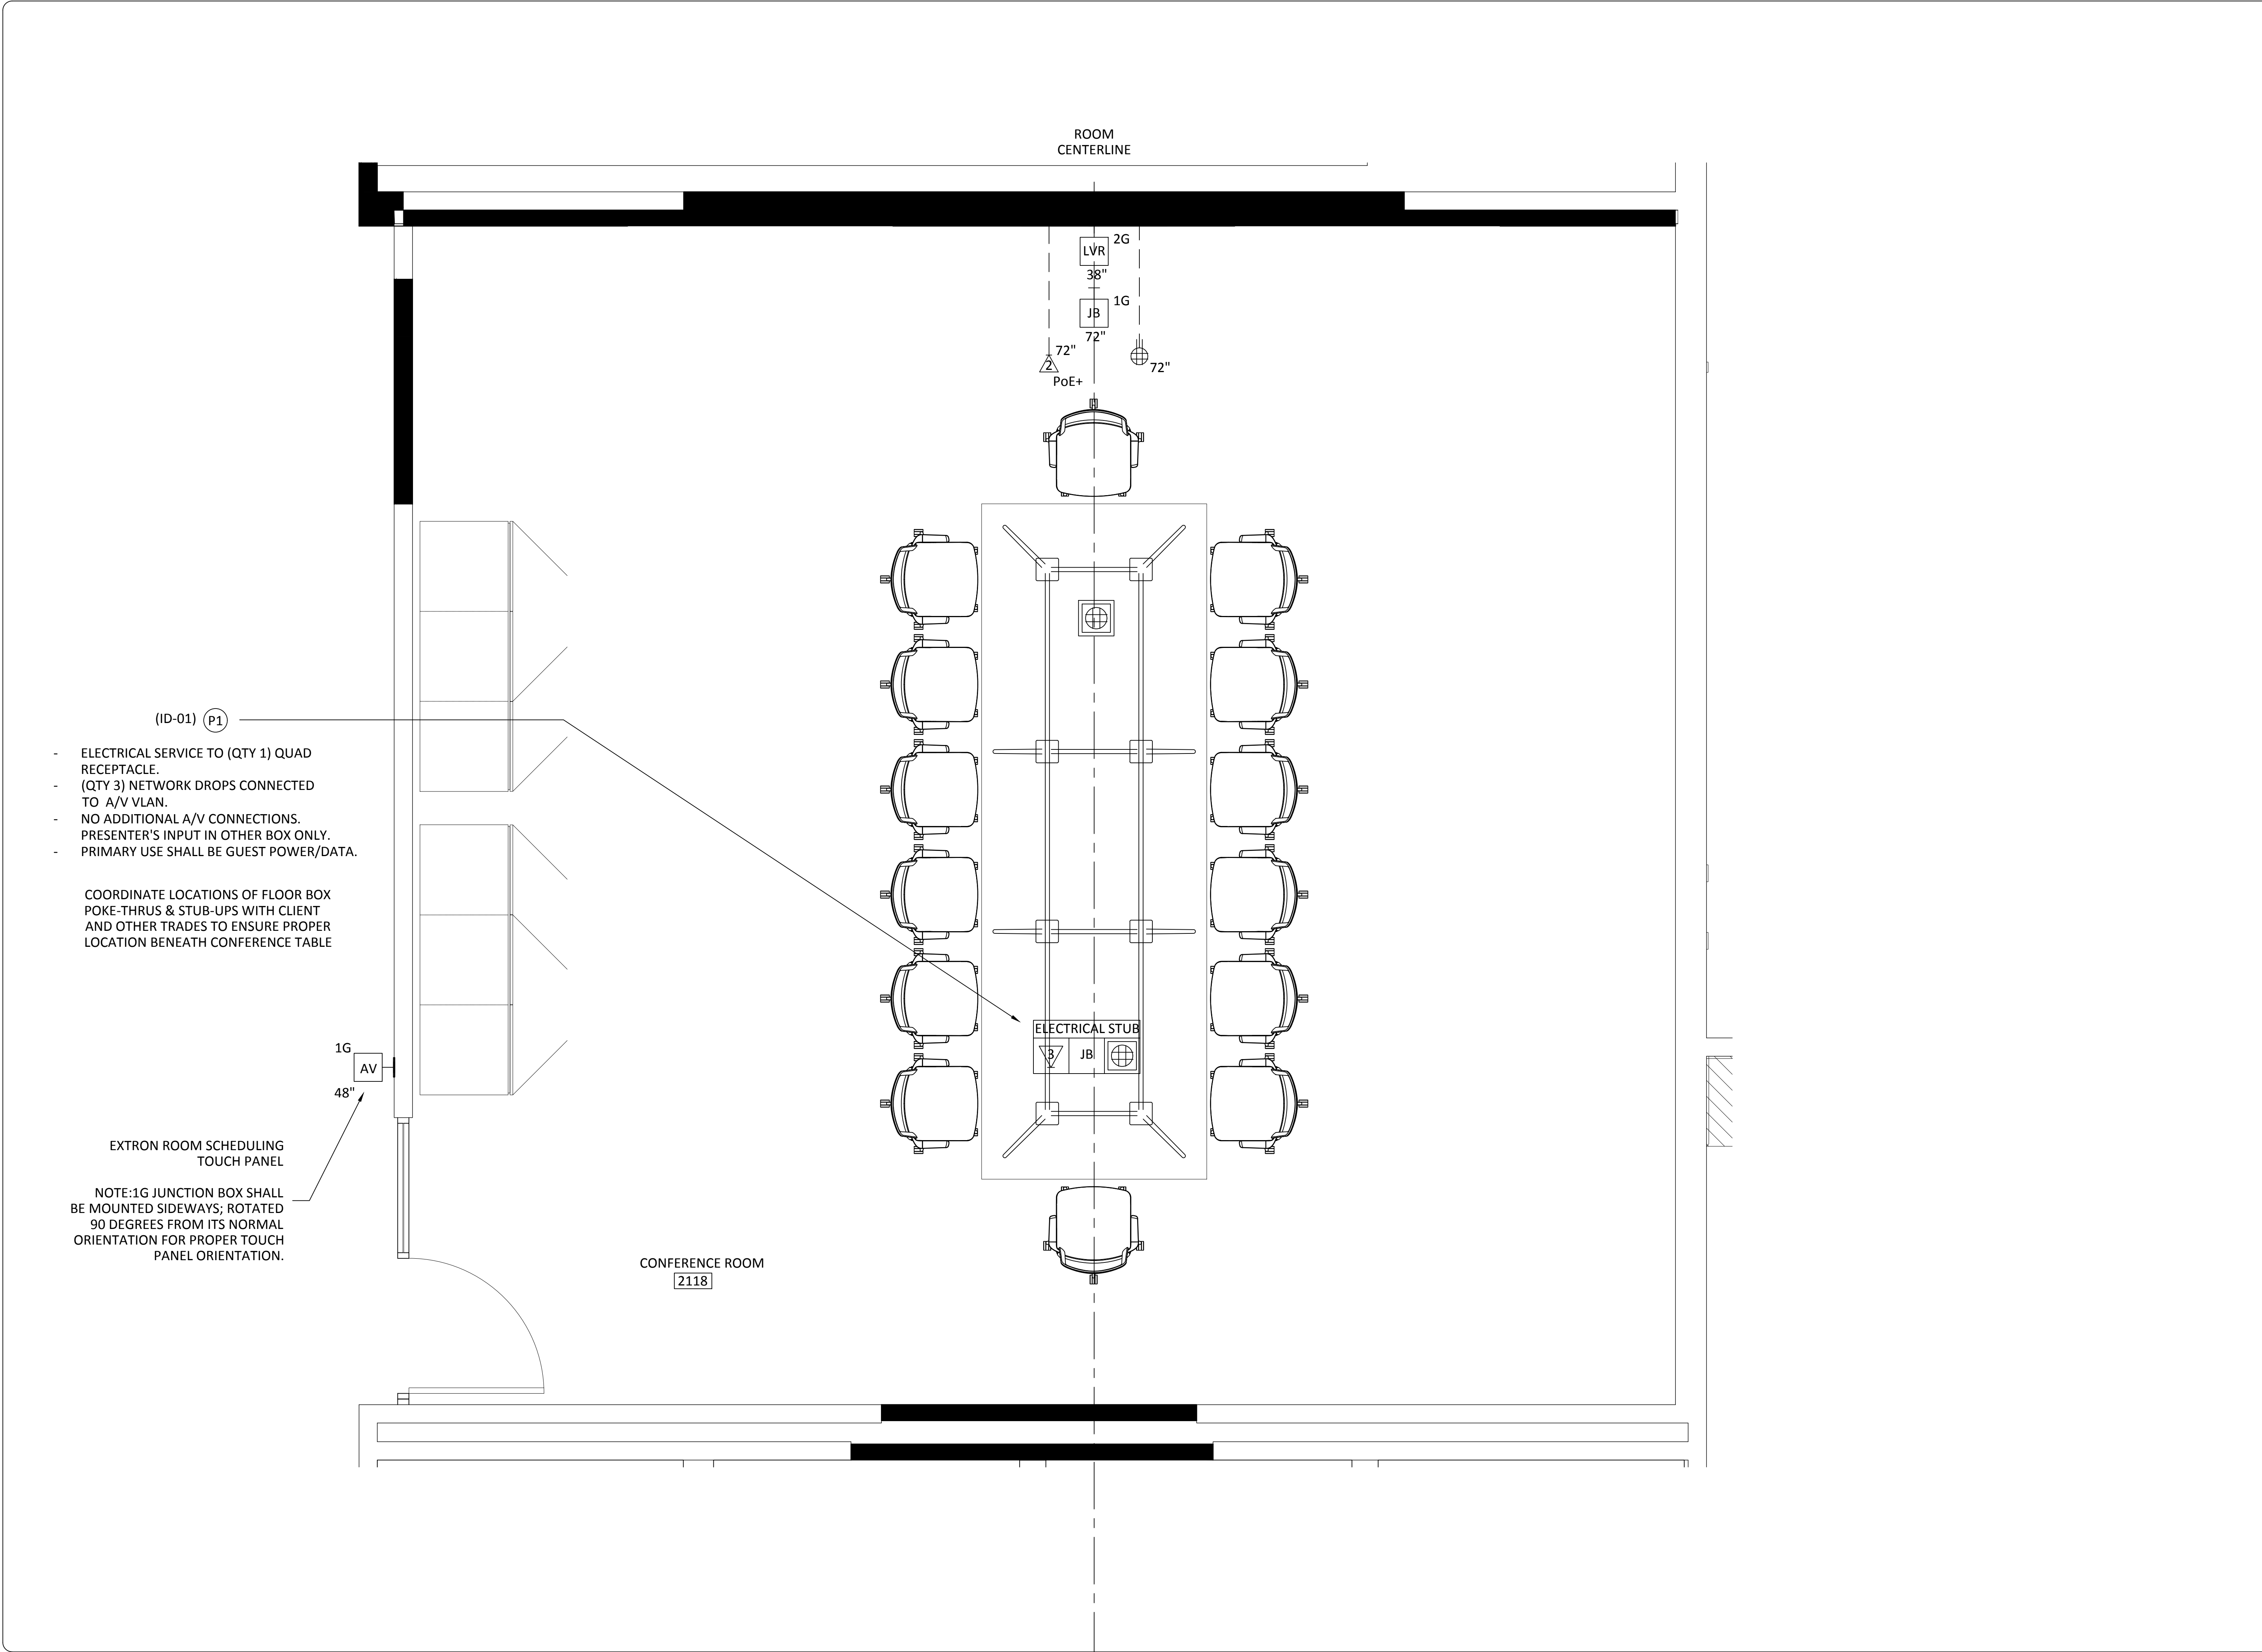 ROOM
CENTERLINE
2G
LVR
38"
1G
JB
72"
72"
2
PoE+
72"
(ID-01) P1
- ELECTRICAL SERVICE TO (QTY 1) QUAD
RECEPTACLE.
- (QTY 3) NETWORK DROPS CONNECTED
TO A/V VLAN.
- NO ADDITIONAL A/V CONNECTIONS.
PRESENTER'S INPUT IN OTHER BOX ONLY.
- PRIMARY USE SHALL BE GUEST POWER/DATA.
COORDINATE LOCATIONS OF FLOOR BOX
POKE-THRUS & STUB-UPS WITH CLIENT
AND OTHER TRADES TO ENSURE PROPER
LOCATION BENEATH CONFERENCE TABLE
ELECTRICAL STUB
3 JB
1G
AV
48"
EXTRON ROOM SCHEDULING
TOUCH PANEL
NOTE:1G JUNCTION BOX SHALL
BE MOUNTED SIDEWAYS; ROTATED
90 DEGREES FROM ITS NORMAL
ORIENTATION FOR PROPER TOUCH
PANEL ORIENTATION.
CONFERENCE ROOM
2118